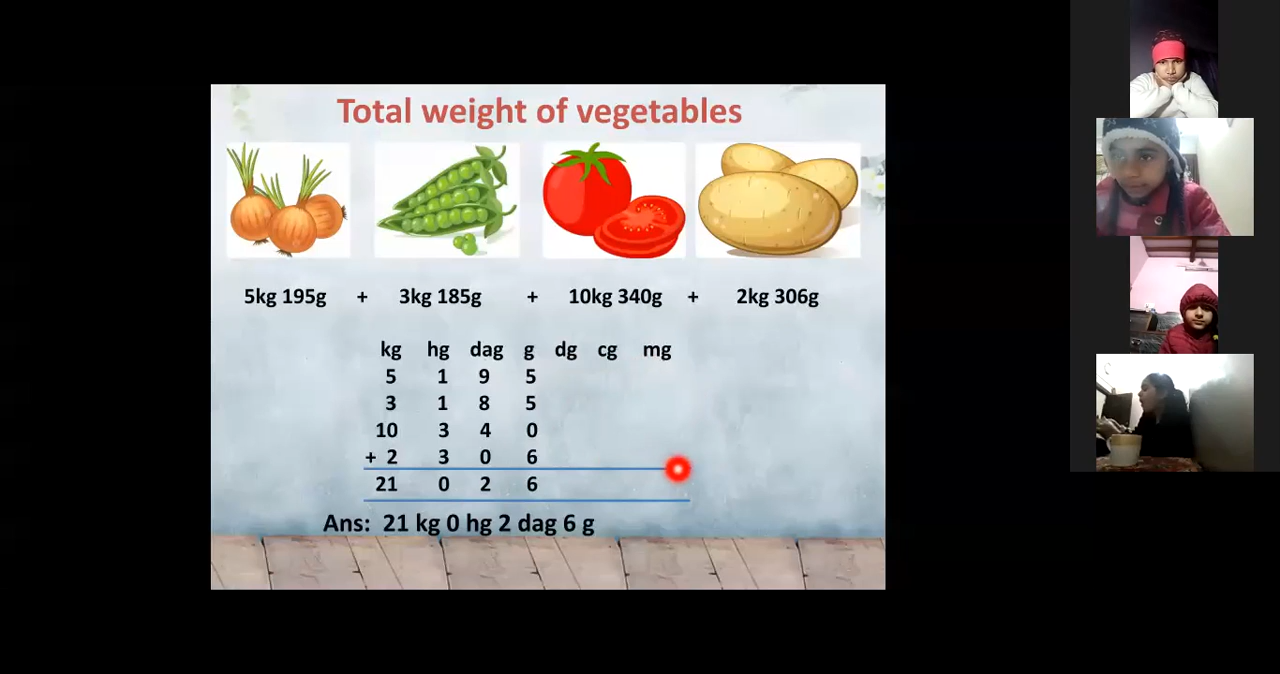 Total weight of vegetables
5kg 195g + 3kg 185g + 10kg 340g + 2kg 306g
kg hg dag g dg cg mg
5 1 9 5
3 1 8 5
10 3 4 0
+ 2 3 0 6
21 0 2 6
Ans: 21 kg 0 hg 2 dag 6 g